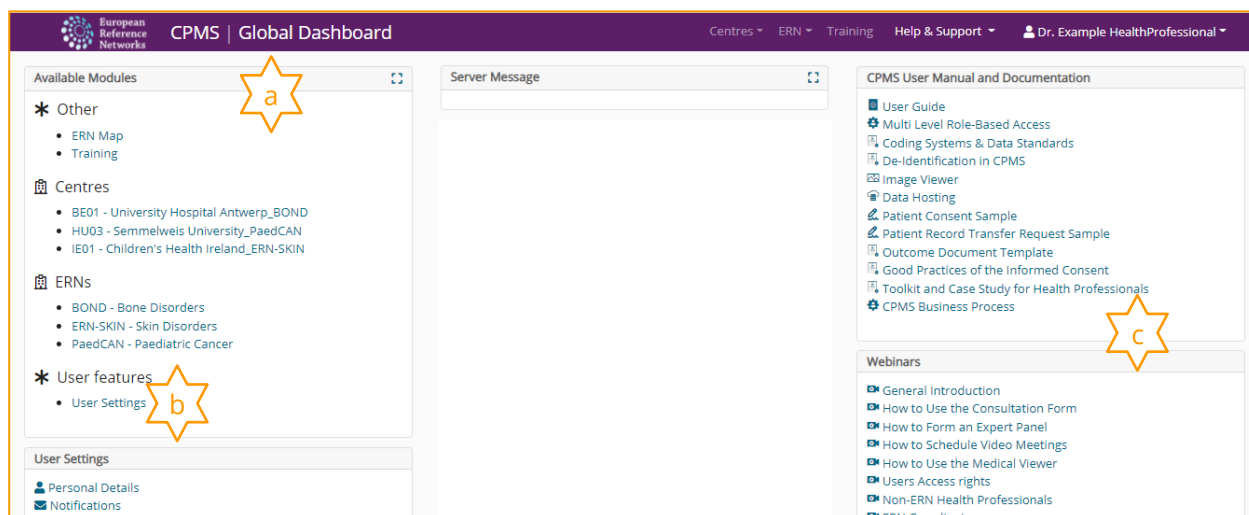 European
Reference
Networks
CPMS | Global Dashboard
Centres
ERN
Training
Help & Support
Dr. Example HealthProfessional
Available Modules
a
Other
ERN Map
Training
Centres
BE01 - University Hospital Antwerp_BOND
HU03 - Semmelweis University_PaedCAN
IE01 - Children's Health Ireland_ERN-SKIN
ERNs
BOND - Bone Disorders
ERN-SKIN - Skin Disorders
PaedCAN - Paediatric Cancer
User features
User Settings
b
User Settings
Personal Details
Notifications
Server Message
CPMS User Manual and Documentation
User Guide
Multi Level Role-Based Access
Coding Systems & Data Standards
De-Identification in CPMS
Image Viewer
Data Hosting
Patient Consent Sample
Patient Record Transfer Request Sample
Outcome Document Template
Good Practices of the Informed Consent
Toolkit and Case Study for Health Professionals
CPMS Business Process
c
Webinars
General Introduction
How to Use the Consultation Form
How to Form an Expert Panel
How to Schedule Video Meetings
How to Use the Medical Viewer
Users Access rights
Non-ERN Health Professionals